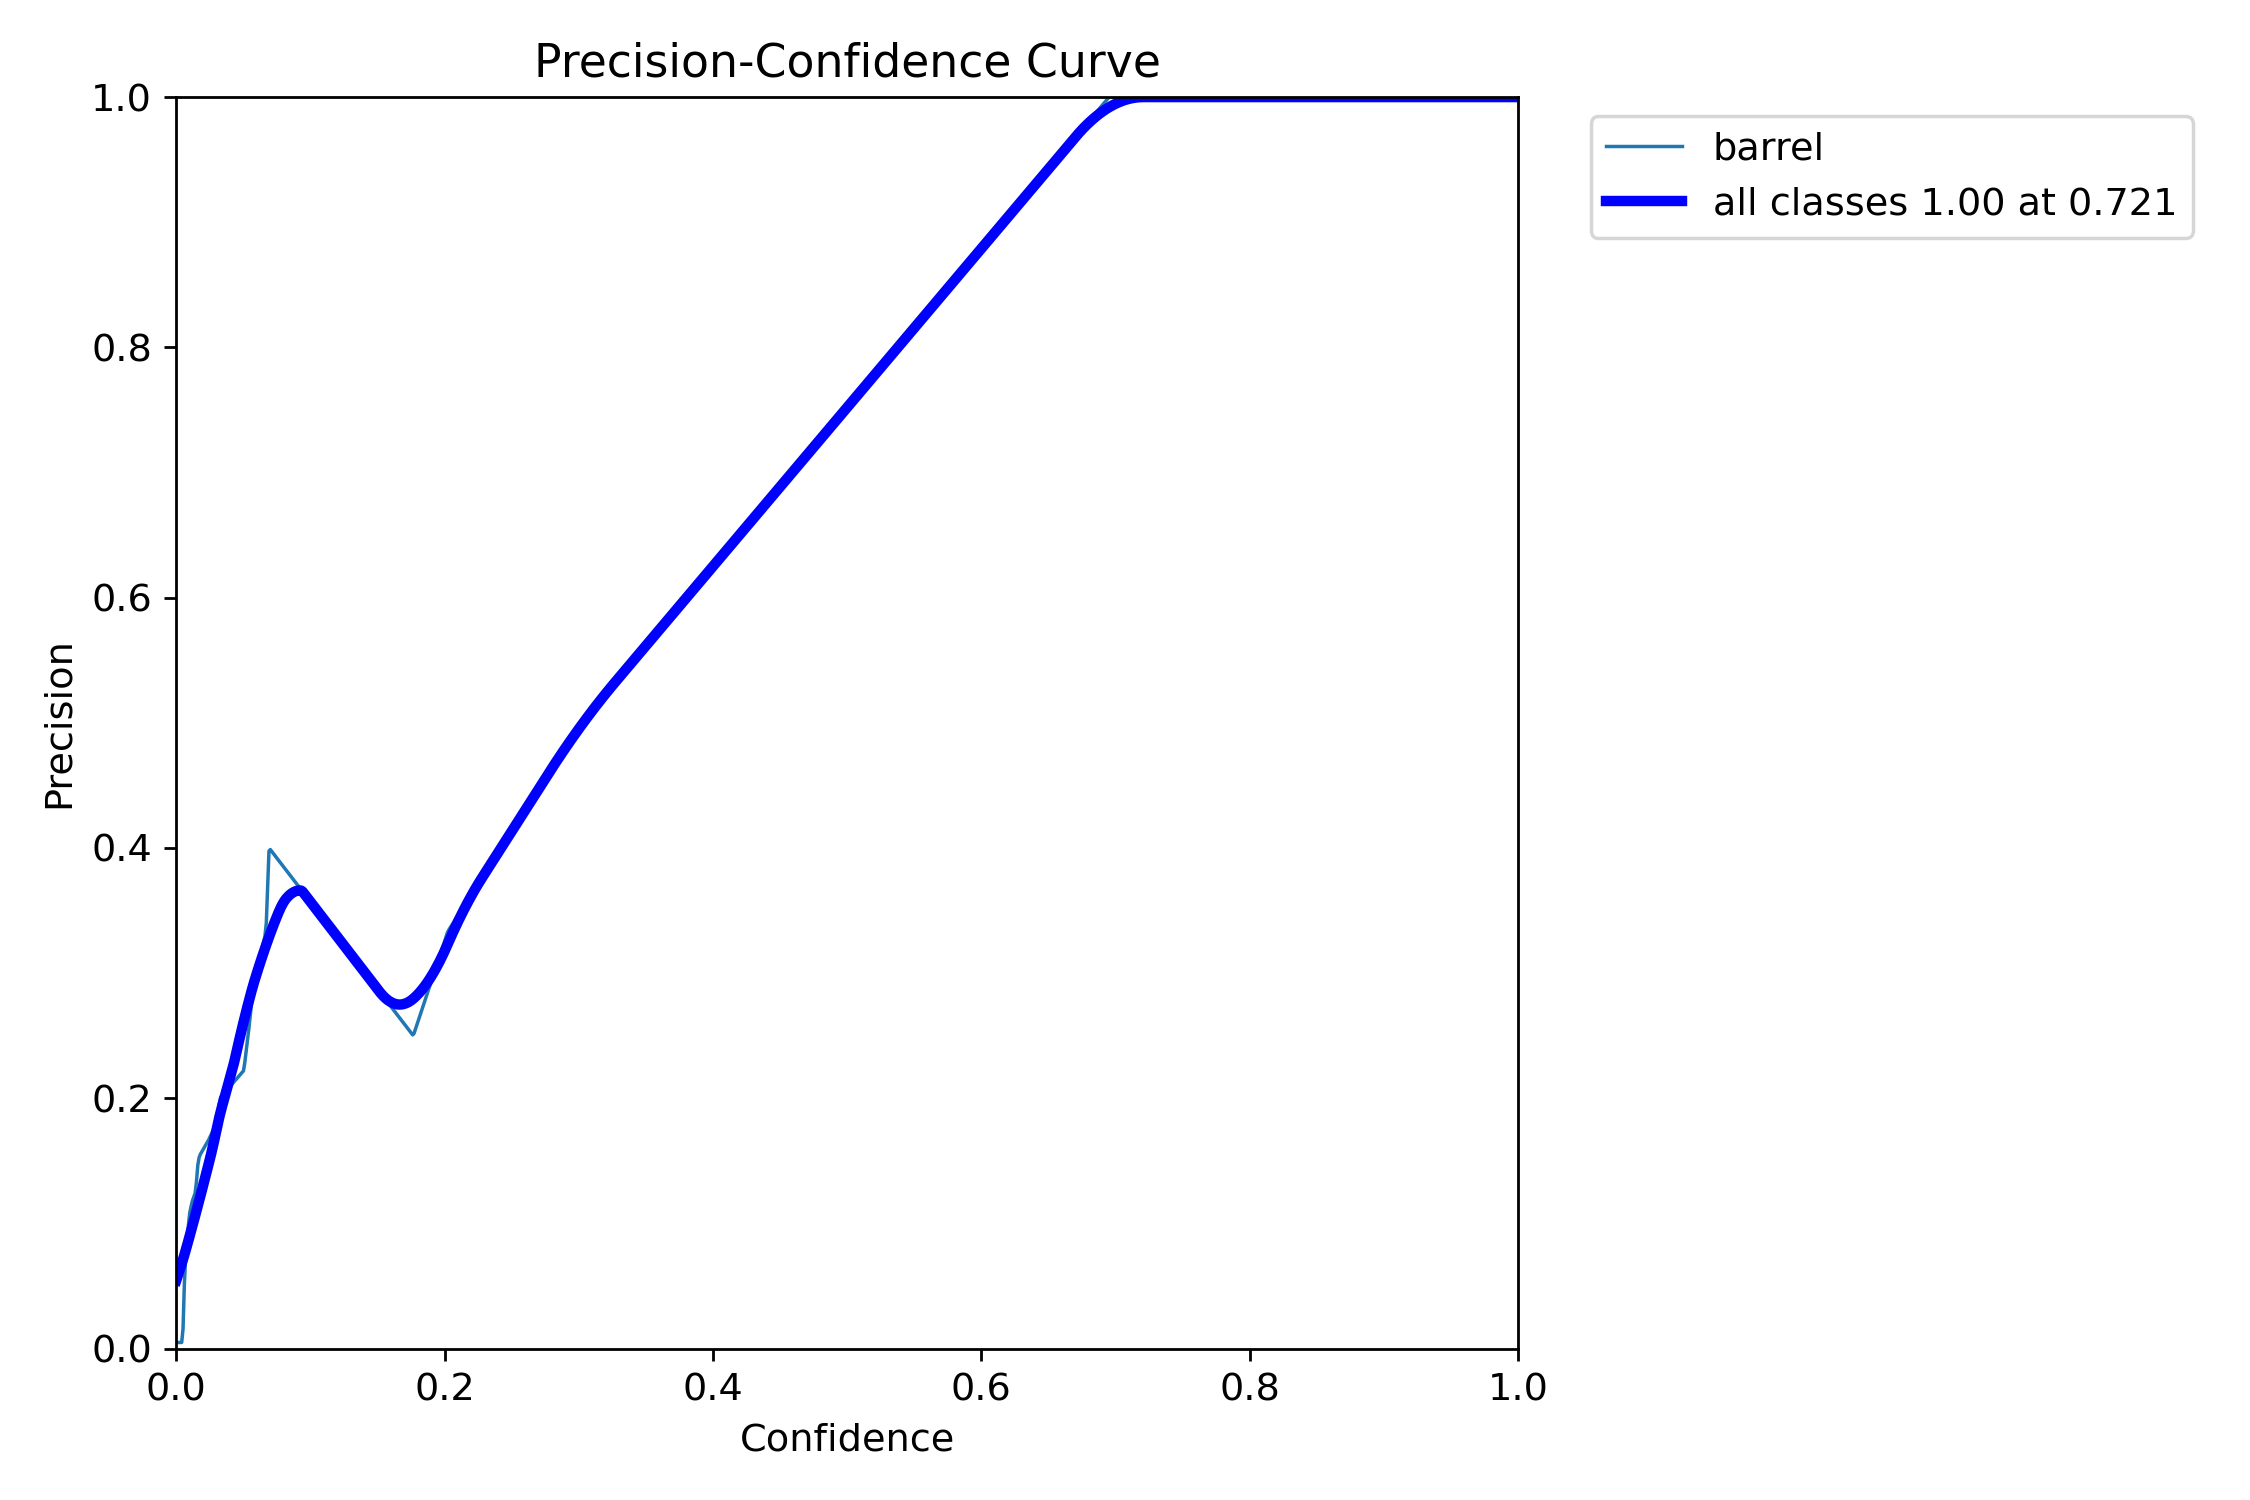 Precision-Confidence Curve
1.0
0.8
0.6
0.4
0.2
0.0
Precision
0.0 0.2 0.4 0.6 0.8 1.0
Confidence
barrel
all classes 1.00 at 0.721